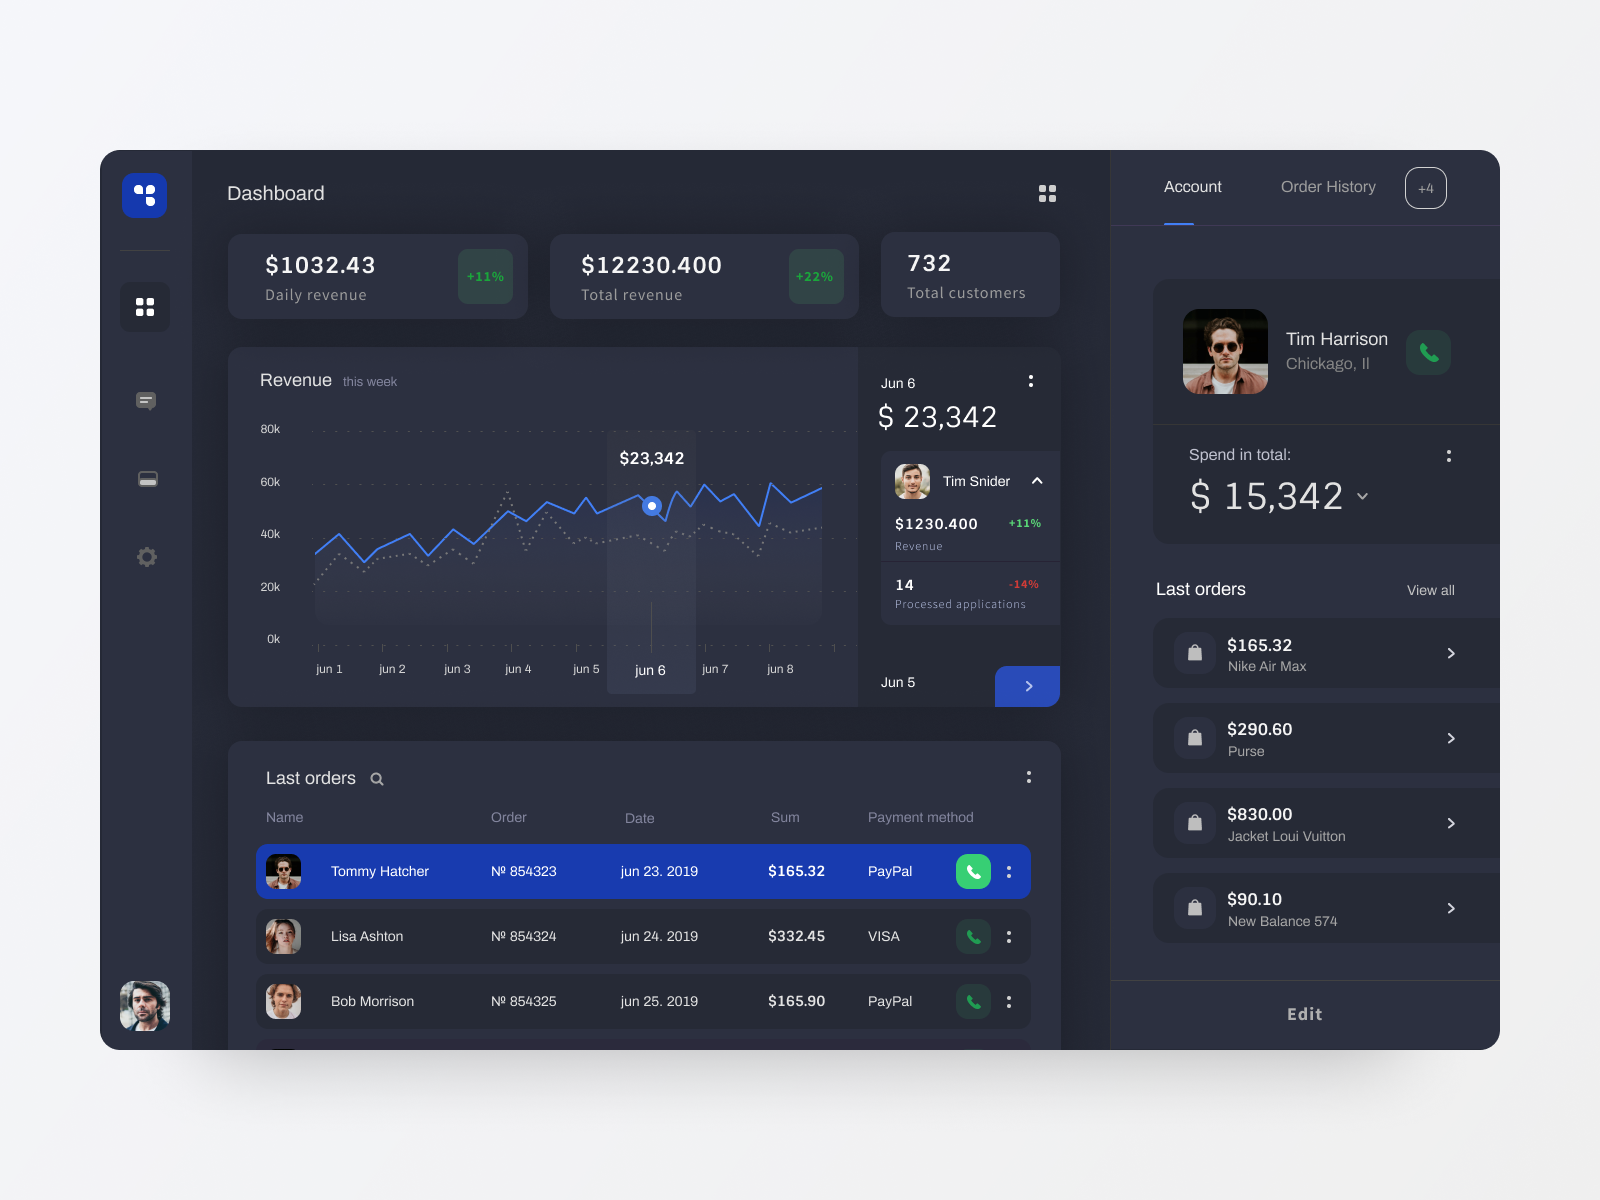 Dashboard
$1032.43
Daily revenue
+11%
$12230.400
Total revenue
+22%
732
Total customers
Revenue this week
80k
60k
40k
20k
0k
$23,342
jun 1
jun 2
jun 3
jun 4
jun 5
jun 6
jun 7
jun 8
Jun 6
$ 23,342
Tim Snider
$1230.400 +11%
Revenue
14 -14%
Processed applications
Jun 5
Last orders
Name Order Date Sum Payment method
Tommy Hatcher № 854323 jun 23. 2019 $165.32 PayPal
Lisa Ashton № 854324 jun 24. 2019 $332.45 VISA
Bob Morrison № 854325 jun 25. 2019 $165.90 PayPal
Account Order History +4
Tim Harrison
Chickago, Il
Spend in total:
$ 15,342
Last orders View all
$165.32
Nike Air Max
$290.60
Purse
$830.00
Jacket Loui Vuitton
$90.10
New Balance 574
Edit